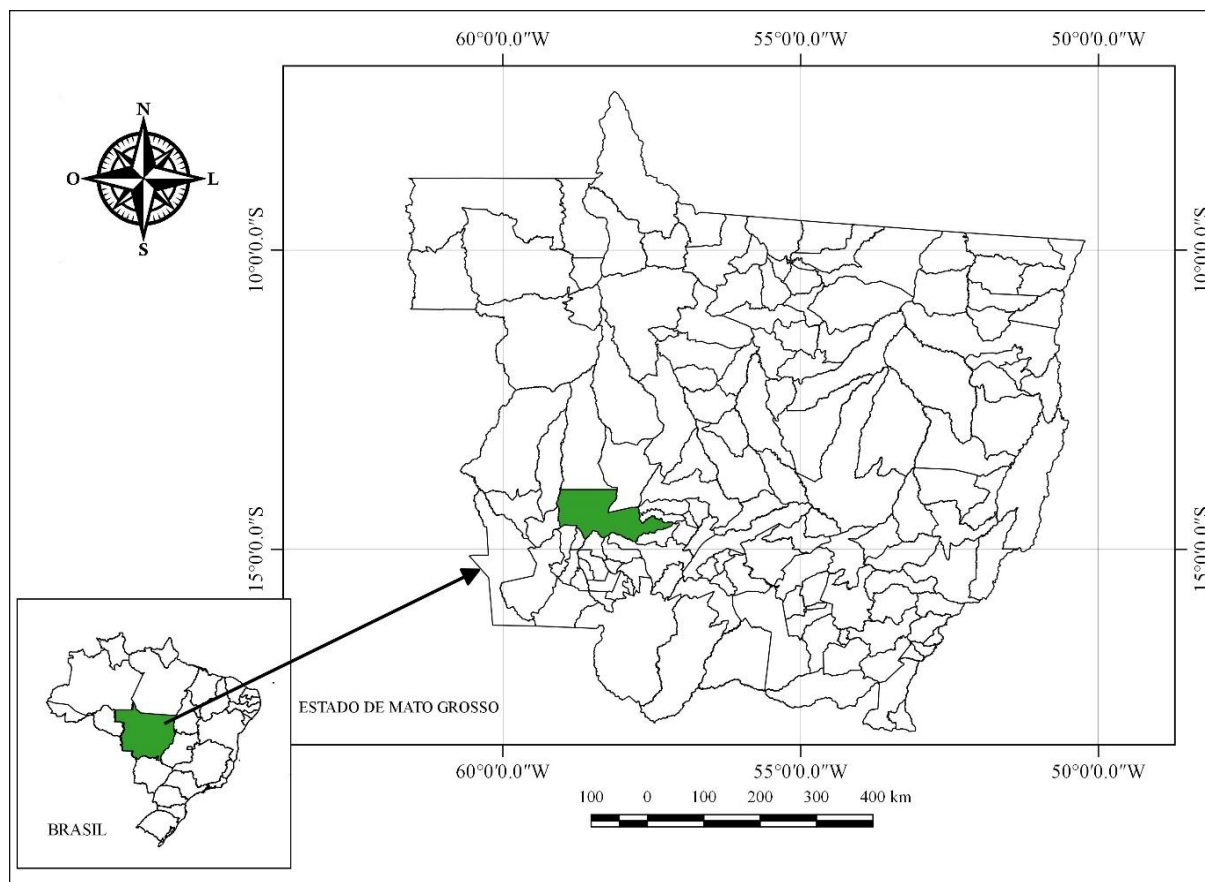 60°0'0.0"W 55°0'0.0"W 50°0'0.0"W
N
O L
S
10°0'0.0"S 10°0'0.0"S
15°0'0.0"S 15°0'0.0"S
ESTADO DE MATO GROSSO
BRASIL
60°0'0.0"W 55°0'0.0"W 50°0'0.0"W
100 0 100 200 300 400 km